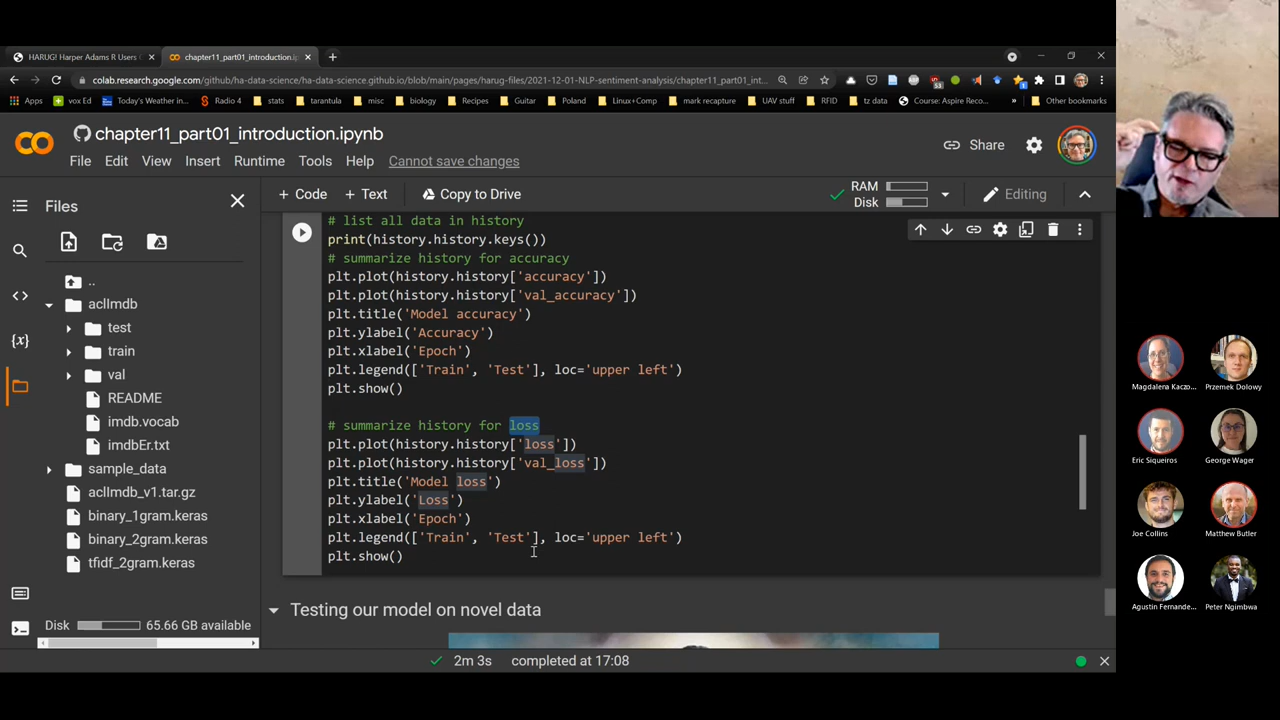 HARUG! Harper Adams R Users
chapter11_part01_introduction.ip
colab.research.google.com/github/ha-data-science/ha-data-science.github.io/blob/main/pages/harug-files/2021-12-01-NLP-sentiment-analysis/chapter11_part01_int...
Apps
vox Ed
Today's Weather in...
Radio 4
stats
tarantula
misc
biology
Recipes
Guitar
Poland
Linux+Comp
mark recapture
UAV stuff
RFID
tz data
Course: Aspire Reco...
Other bookmarks
chapter11_part01_introduction.ipynb
File Edit View Insert Runtime Tools Help Cannot save changes
Share
+ Code + Text Copy to Drive
RAM
Disk
Editing
Files
..
aclImdb
test
train
val
README
imdb.vocab
imdbEr.txt
sample_data
aclImdb_v1.tar.gz
binary_1gram.keras
binary_2gram.keras
tfidf_2gram.keras
Disk 65.66 GB available
# list all data in history
print(history.history.keys())
# summarize history for accuracy
plt.plot(history.history['accuracy'])
plt.plot(history.history['val_accuracy'])
plt.title('Model accuracy')
plt.ylabel('Accuracy')
plt.xlabel('Epoch')
plt.legend(['Train', 'Test'], loc='upper left')
plt.show()
# summarize history for loss
plt.plot(history.history['loss'])
plt.plot(history.history['val_loss'])
plt.title('Model loss')
plt.ylabel('Loss')
plt.xlabel('Epoch')
plt.legend(['Train', 'Test'], loc='upper left')
plt.show()
Testing our model on novel data
2m 3s completed at 17:08
Magdalena Kaczo... Przemek Dolowy
Eric Siqueiros George Wager
Joe Collins Matthew Butler
Agustin Fernande... Peter Ngimbwa